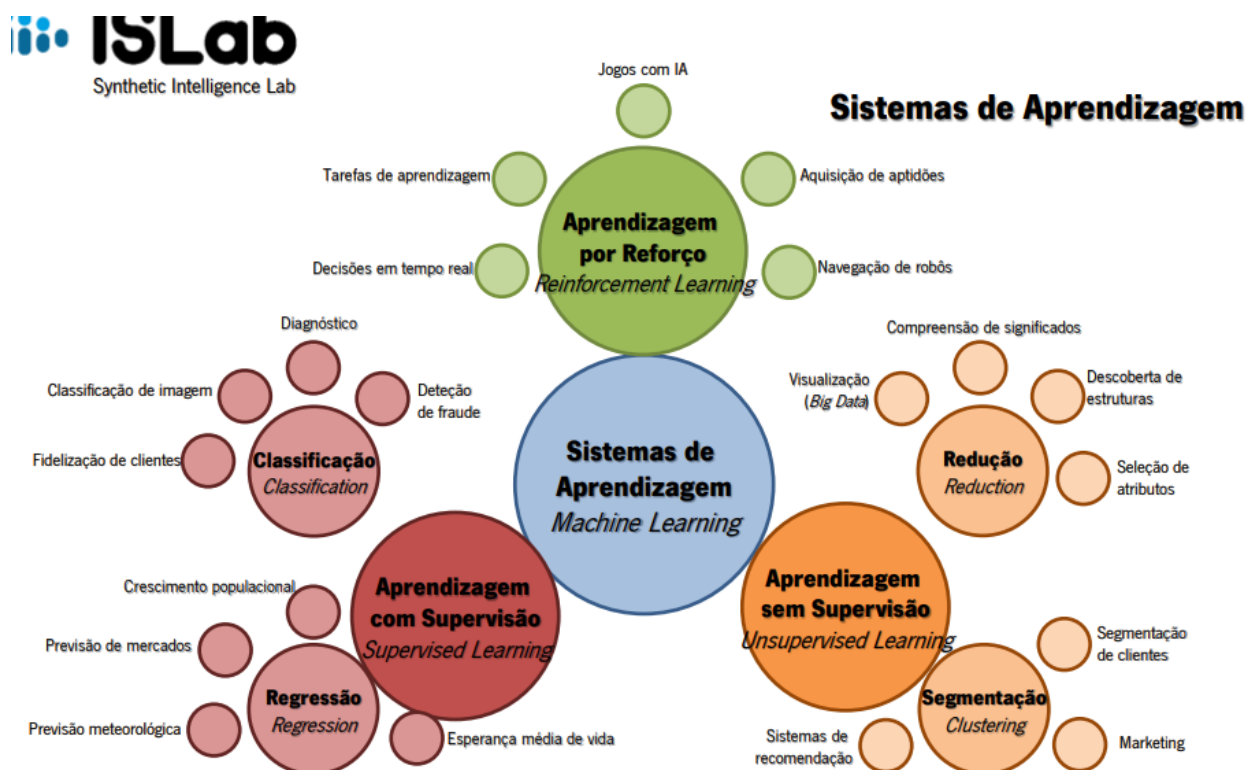 ISLab
Synthetic Intelligence Lab
Sistemas de Aprendizagem
Jogos com IA
Tarefas de aprendizagem
Aquisição de aptidões
Decisões em tempo real
Navegação de robôs
Aprendizagem
por Reforço
Reinforcement Learning
Diagnóstico
Classificação de imagem
Deteção
de fraude
Fidelização de clientes
Classificação
Classification
Sistemas de
Aprendizagem
Machine Learning
Compreensão de significados
Visualização
(Big Data)
Descoberta de
estruturas
Seleção de
atributos
Redução
Reduction
Aprendizagem
com Supervisão
Supervised Learning
Aprendizagem
sem Supervisão
Unsupervised Learning
Crescimento populacional
Previsão de mercados
Previsão meteorológica
Regressão
Regression
Esperança média de vida
Segmentação
de clientes
Segmentação
Clustering
Sistemas de
recomendação
Marketing